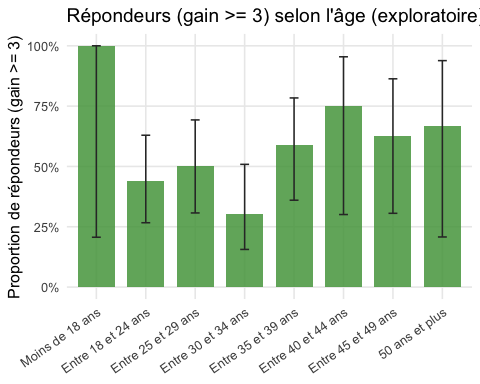 Répondeurs (gain >= 3) selon l'âge (exploratoire)
Proportion de répondeurs (gain >= 3)
100%
75%
50%
25%
0%
Moins de 18 ans
Entre 18 et 24 ans
Entre 25 et 29 ans
Entre 30 et 34 ans
Entre 35 et 39 ans
Entre 40 et 44 ans
Entre 45 et 49 ans
50 ans et plus